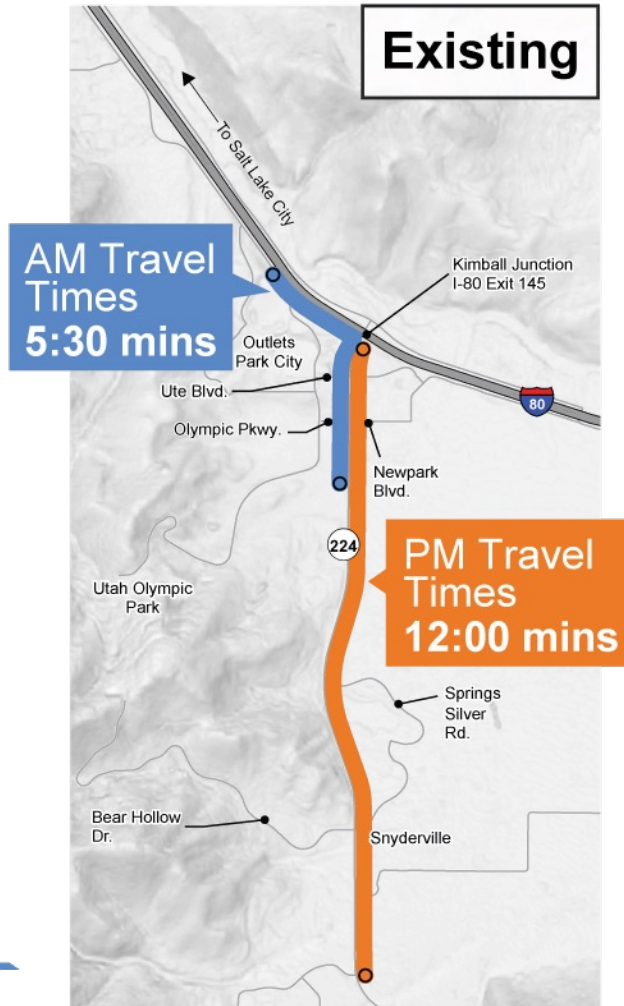 Existing
To Salt Lake City
AM Travel
Times
5:30 mins
Kimball Junction
I-80 Exit 145
Outlets
Park City
Ute Blvd.
80
Olympic Pkwy.
Newpark
Blvd.
224
PM Travel
Times
12:00 mins
Utah Olympic
Park
Springs
Silver
Rd.
Bear Hollow
Dr.
Snyderville